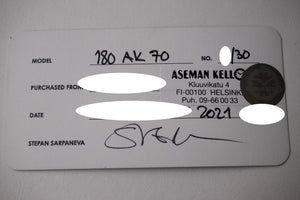 MODEL 180 AK 70 NO. /30
ASEMAN KELLO
PURCHASED FROM Kluuvikatu 4
FI-00100 HELSINKI
Puh. 09-66 00 33
DATE 2021
STEPAN SARPANEVA